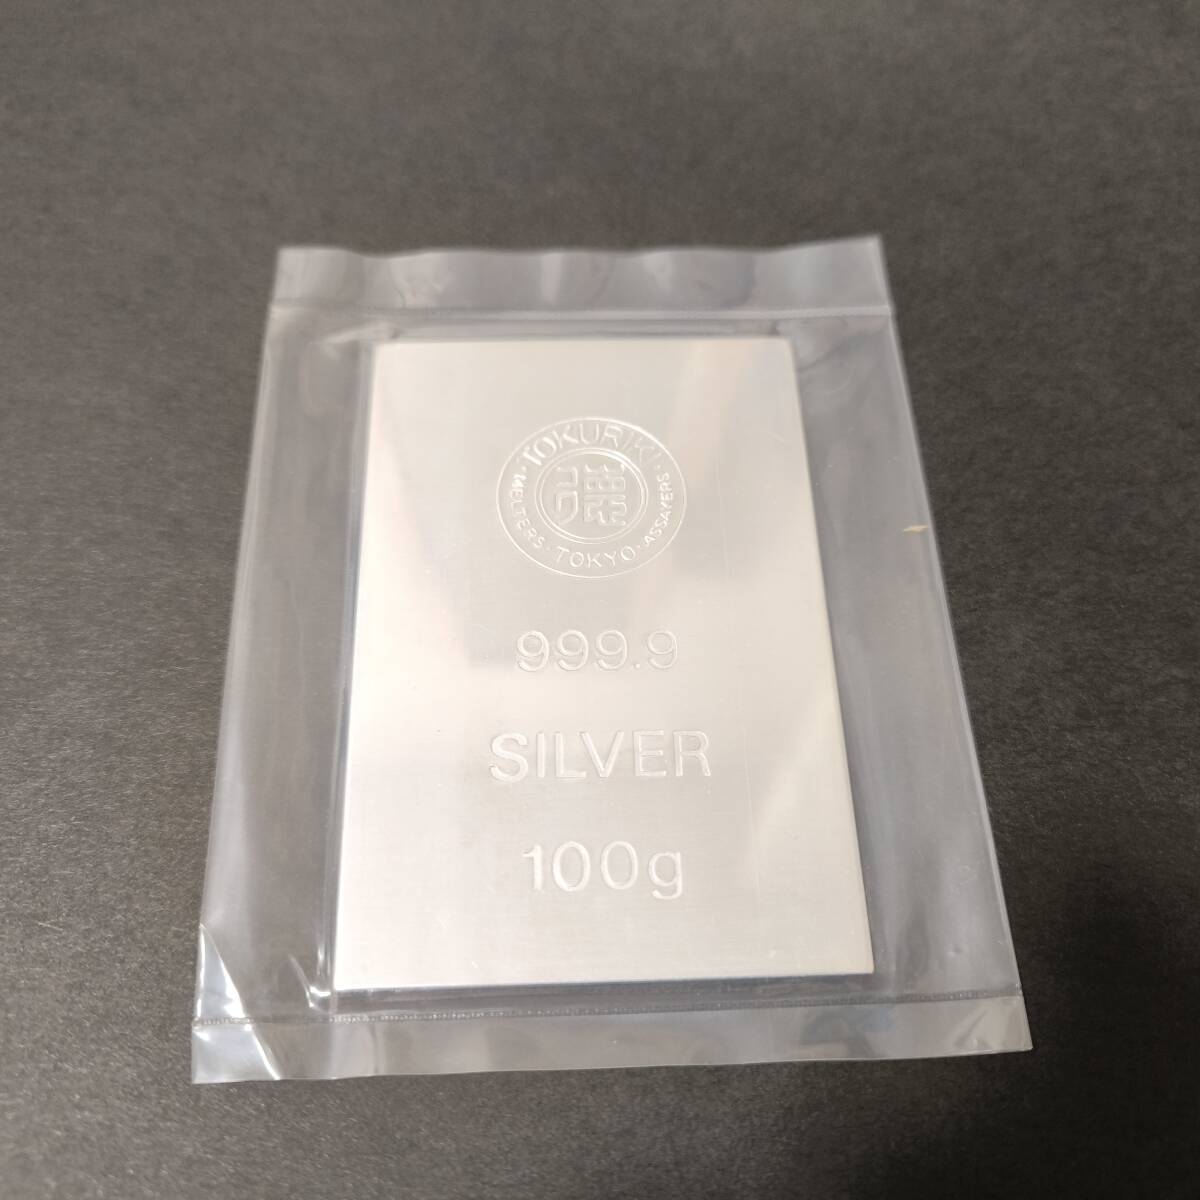 TOKURIKI
MELTERS · TOKYO · ASSAYERS
999.9
SILVER
100g